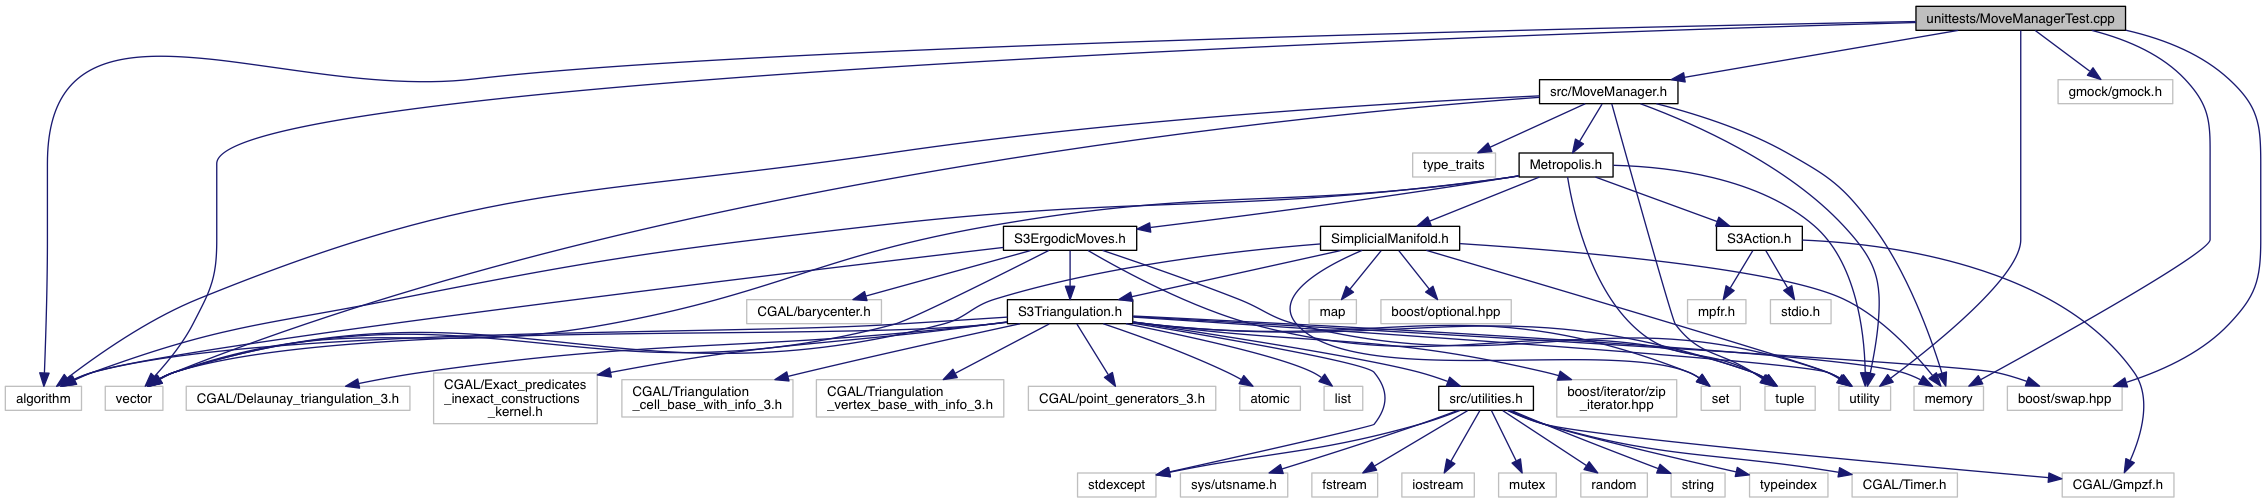 unittests/MoveManagerTest.cpp
src/MoveManager.h
gmock/gmock.h
type_traits
Metropolis.h
S3ErgodicMoves.h
SimplicialManifold.h
S3Action.h
CGAL/barycenter.h
S3Triangulation.h
map
boost/optional.hpp
mpfr.h
stdio.h
algorithm
vector
CGAL/Delaunay_triangulation_3.h
CGAL/Exact_predicates
_inexact_constructions
_kernel.h
CGAL/Triangulation
_cell_base_with_info_3.h
CGAL/Triangulation
_vertex_base_with_info_3.h
CGAL/point_generators_3.h
atomic
list
src/utilities.h
boost/iterator/zip
_iterator.hpp
set
tuple
utility
memory
boost/swap.hpp
stdexcept
sys/utsname.h
fstream
iostream
mutex
random
string
typeindex
CGAL/Timer.h
CGAL/Gmpzf.h